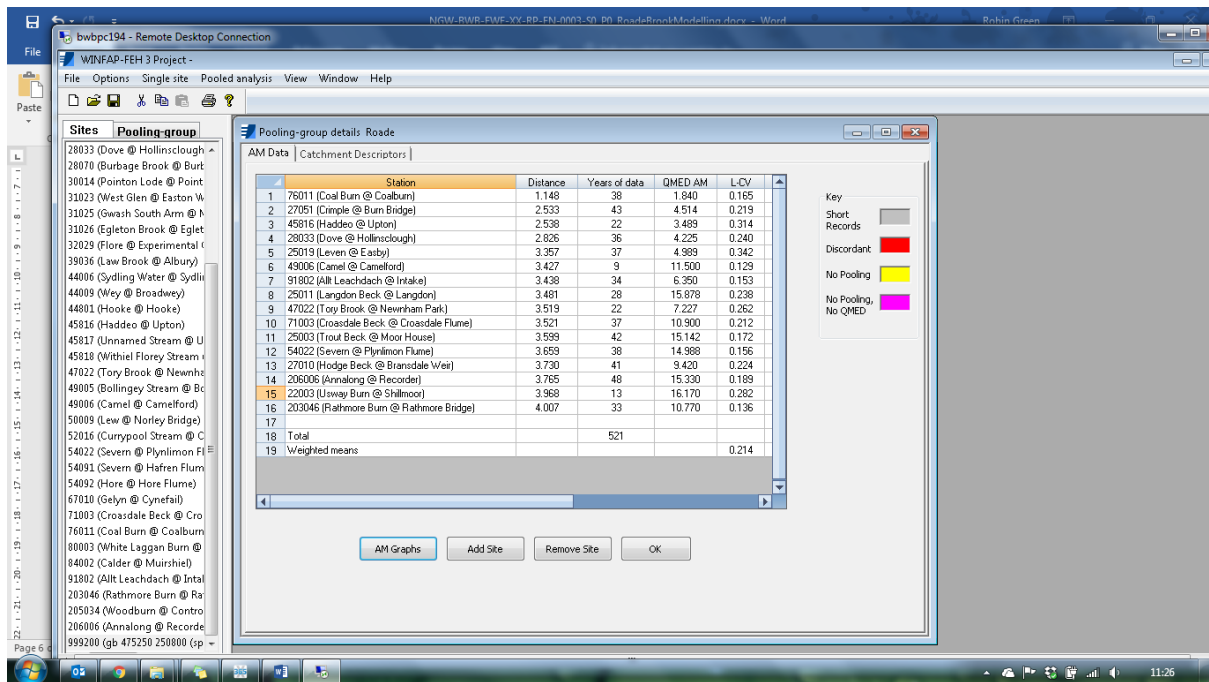 NGW-BWB-EWE-XX-RP-EN-0003-S0_P0_RoadeBrookModelling.docx - Word
Robin Green
File
bwbpc194 - Remote Desktop Connection
WINFAP-FEH 3 Project -
File Options Single site Pooled analysis View Window Help
Paste
Sites Pooling-group
28033 (Dove @ Hollinsclough
28070 (Burbage Brook @ Burb
30014 (Pointon Lode @ Point
31023 (West Glen @ Easton W
31025 (Gwash South Arm @ N
31026 (Egleton Brook @ Eglet
32029 (Flore @ Experimental
39036 (Law Brook @ Albury)
44006 (Sydling Water @ Sydli
44009 (Wey @ Broadwey)
44801 (Hooke @ Hooke)
45816 (Haddeo @ Upton)
45817 (Unnamed Stream @ U
45818 (Withiel Florey Stream
47022 (Tory Brook @ Newnha
49005 (Bollingey Stream @ Bo
49006 (Camel @ Camelford)
50009 (Lew @ Norley Bridge)
52016 (Currypool Stream @ C
54022 (Severn @ Plynlimon Fl
54091 (Severn @ Hafren Flum
54092 (Hore @ Hore Flume)
67010 (Gelyn @ Cynefail)
71003 (Croasdale Beck @ Cro
76011 (Coal Burn @ Coalburn
80003 (White Laggan Burn @
84002 (Calder @ Muirshiel)
91802 (Allt Leachdach @ Intal
203046 (Rathmore Burn @ Ra
205034 (Woodburn @ Contro
206006 (Annalong @ Recorde
999200 (gb 475250 250800 (sp
Pooling-group details Roade
AM Data Catchment Descriptors
Station Distance Years of data QMED AM L-CV
1 76011 (Coal Burn @ Coalburn) 1.148 38 1.840 0.165
2 27051 (Crimple @ Burn Bridge) 2.533 43 4.514 0.219
3 45816 (Haddeo @ Upton) 2.538 22 3.489 0.314
4 28033 (Dove @ Hollinsclough) 2.826 36 4.225 0.240
5 25019 (Leven @ Easby) 3.357 37 4.989 0.342
6 49006 (Camel @ Camelford) 3.427 9 11.500 0.129
7 91802 (Allt Leachdach @ Intake) 3.438 34 6.350 0.153
8 25011 (Langdon Beck @ Langdon) 3.481 28 15.878 0.238
9 47022 (Tory Brook @ Newnham Park) 3.519 22 7.227 0.262
10 71003 (Croasdale Beck @ Croasdale Flume) 3.521 37 10.900 0.212
11 25003 (Trout Beck @ Moor House) 3.599 42 15.142 0.172
12 54022 (Severn @ Plynlimon Flume) 3.659 38 14.988 0.156
13 27010 (Hodge Beck @ Bransdale Weir) 3.730 41 9.420 0.224
14 206006 (Annalong @ Recorder) 3.765 48 15.330 0.189
15 22003 (Usway Burn @ Shillmoor) 3.968 13 16.170 0.282
16 203046 (Rathmore Burn @ Rathmore Bridge) 4.007 33 10.770 0.136
17
18 Total 521
19 Weighted means 0.214
Key
Short Records
Discordant
No Pooling
No Pooling, No QMED
AM Graphs Add Site Remove Site OK
Page 6
11:26